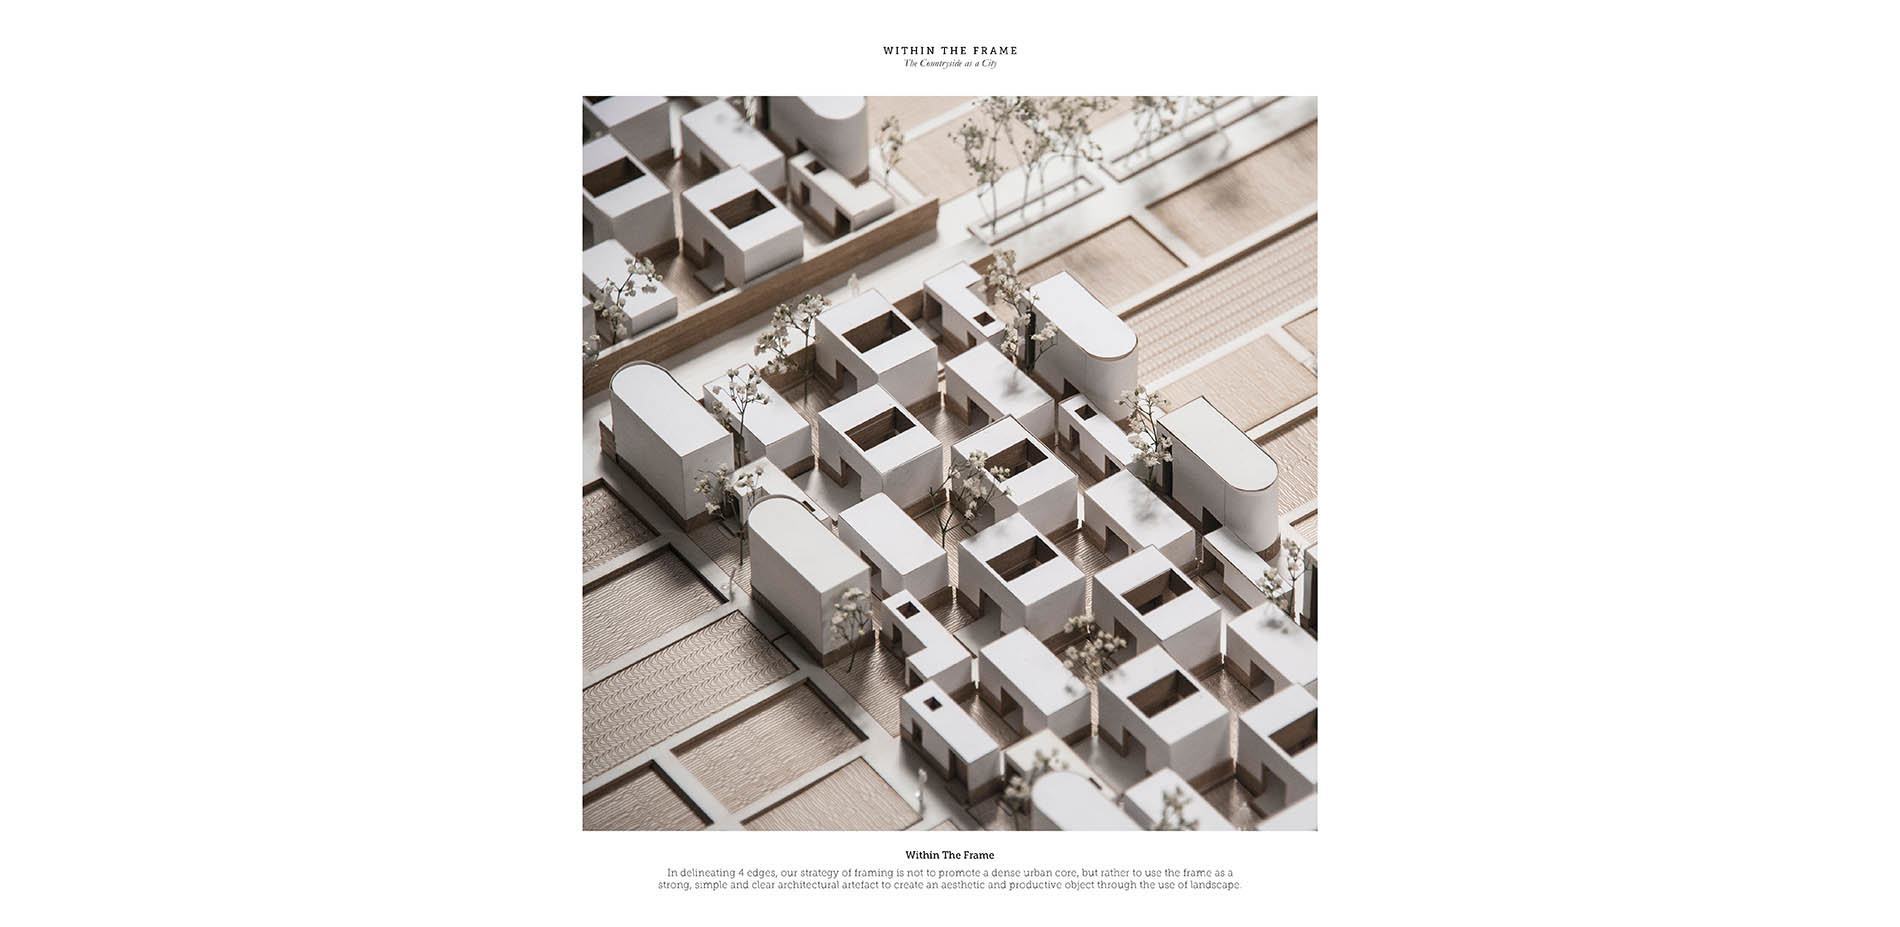 WITHIN THE FRAME
The Countryside as a City
Within The Frame
In delineating 4 edges, our strategy of framing is not to promote a dense urban core, but rather to use the frame as a
strong, simple and clear architectural artefact to create an aesthetic and productive object through the use of landscape.